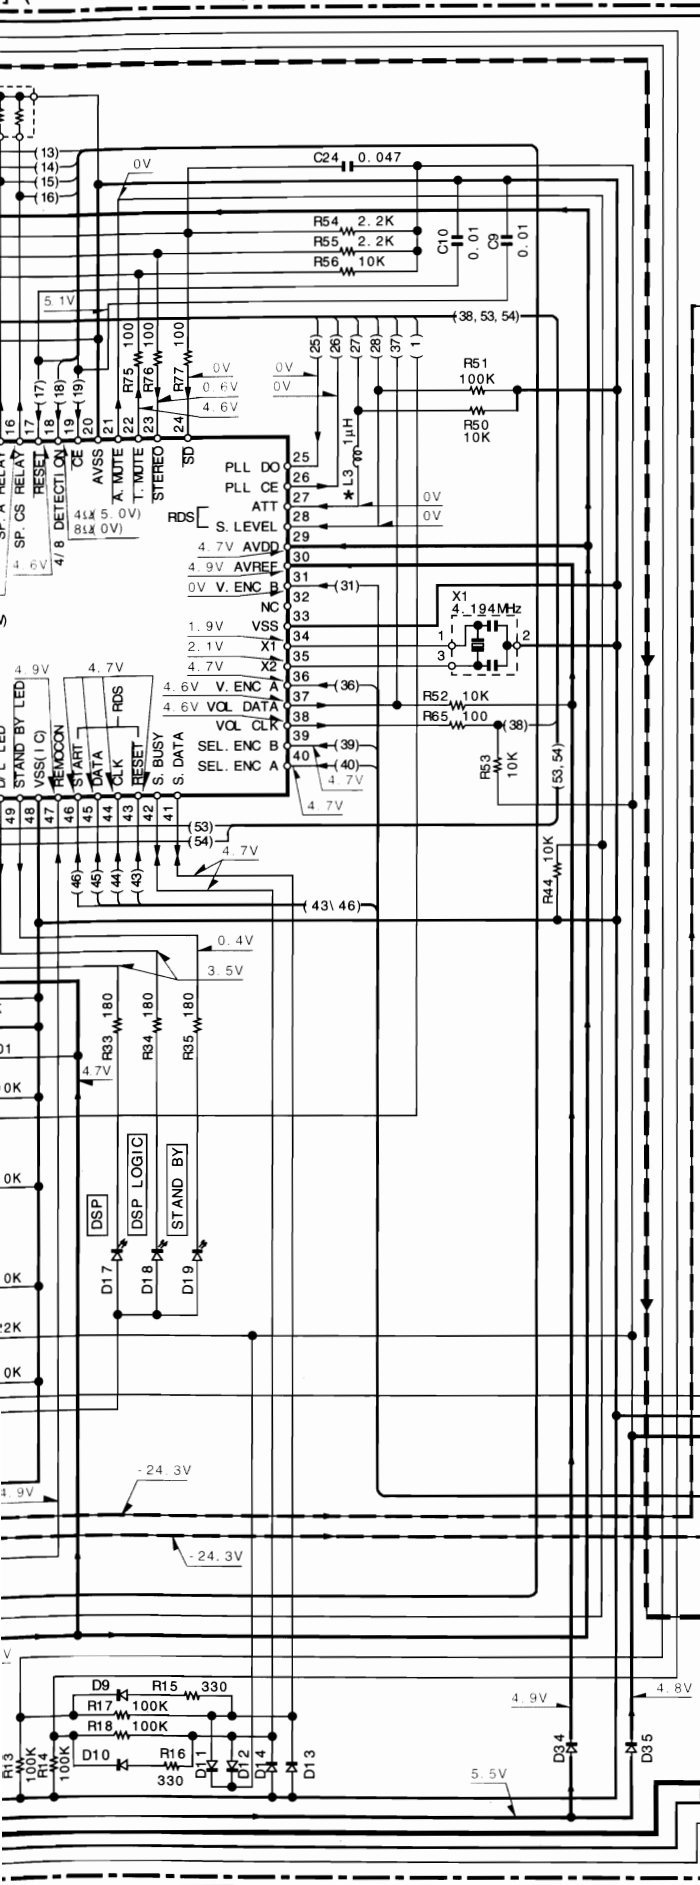 (13)
(14)
(15)
(16)
0V
C24 0.047
R54 2.2K
R55 2.2K
R56 10K
C10 0.01
C9 0.01
5.1V
(38, 53, 54)
(17)
(18)
(19)
R75 100
R76 100
R77 100
0V
0.6V
4.6V
0V
0V
(25)
(26)
(27)
(28)
(37)
(1)
R51
100K
R50
10K
*L3 1μH
16
17
18
19
20
21
22
23
24
SP. A RELAY
SP. CS RELAY
RESET
4/8 DETECTION
CE
AVSS
A. MUTE
T. MUTE
STEREO
SD
4Ω( 5.0V)
8Ω( 0V)
4.6V
PLL DO 25
PLL CE 26
ATT 27
0V
RDS
S. LEVEL 28
0V
4.7V AVDD 29
4.9V AVREF 30
0V V. ENC B 31 (31)
NC 32
VSS 33
1.9V X1 34
2.1V X2 35
4.7V
4.6V V. ENC A 36 (36)
4.6V VOL DATA 37
VOL CLK 38
SEL. ENC B 39 (39)
SEL. ENC A 40 (40)
4.7V
4.7V
X1
4.194MHz
1
2
3
R52 10K
R65 100 (38)
R53 10K
(53, 54)
4.9V
4.7V
D/L LED
STAND BY LED
VSS(IC)
REMOCON
START
DATA
CLK
RESET
RDS
S. BUSY
S. DATA
49
48
47
46
45
44
43
42
41
(53)
(54)
4.7V
(46)
(45)
(44)
(43)
(43\46)
R44 10K
0.4V
3.5V
R33 180
R34 180
R35 180
01
4.7V
0K
0K
0K
22K
0K
DSP
DSP LOGIC
STAND BY
D17
D18
D19
-24.3V
4.9V
-24.3V
V
D9
R15 330
R17 100K
R18 100K
D10
R16
330
R13 100K
R14 100K
D11
D12
D14
D13
4.9V
4.8V
D34
D35
5.5V